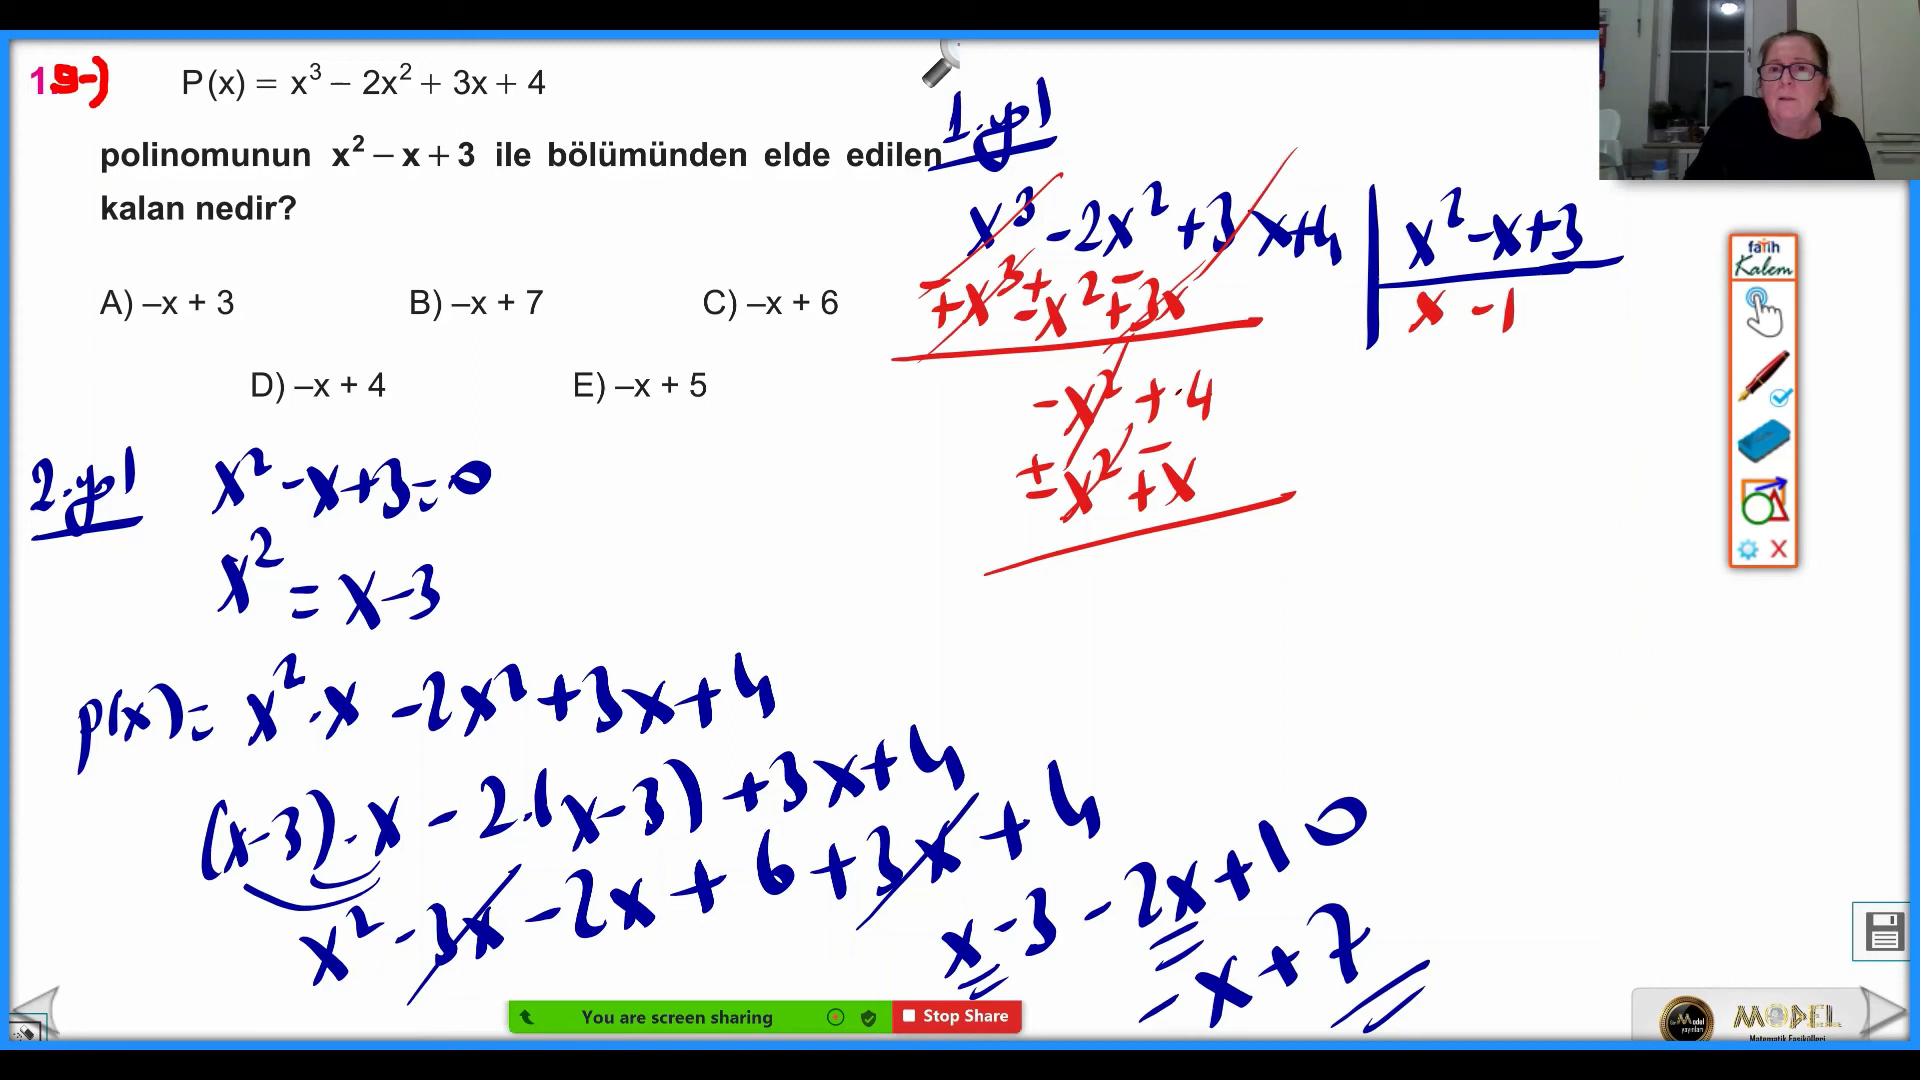 19-)
P(x) = x³ – 2x² + 3x + 4
polinomunun x² – x + 3 ile bölümünden elde edilen
kalan nedir?
A) –x + 3
B) –x + 7
C) –x + 6
D) –x + 4
E) –x + 5
1.yol
x³ - 2x² + 3x + 4 | x² - x + 3
∓x³ ± x² ∓ 3x
x - 1
-x² + 4
± x² ∓ x
2.yol
x² - x + 3 = 0
x² = x - 3
p(x) = x² . x - 2x² + 3x + 4
(x-3) . x - 2.(x-3) + 3x + 4
x² - 3x - 2x + 6 + 3x + 4
x - 3 - 2x + 10
-x + 7
fatih
Kalem
You are screen sharing
Stop Share
MODEL
Matematik Fasikülleri